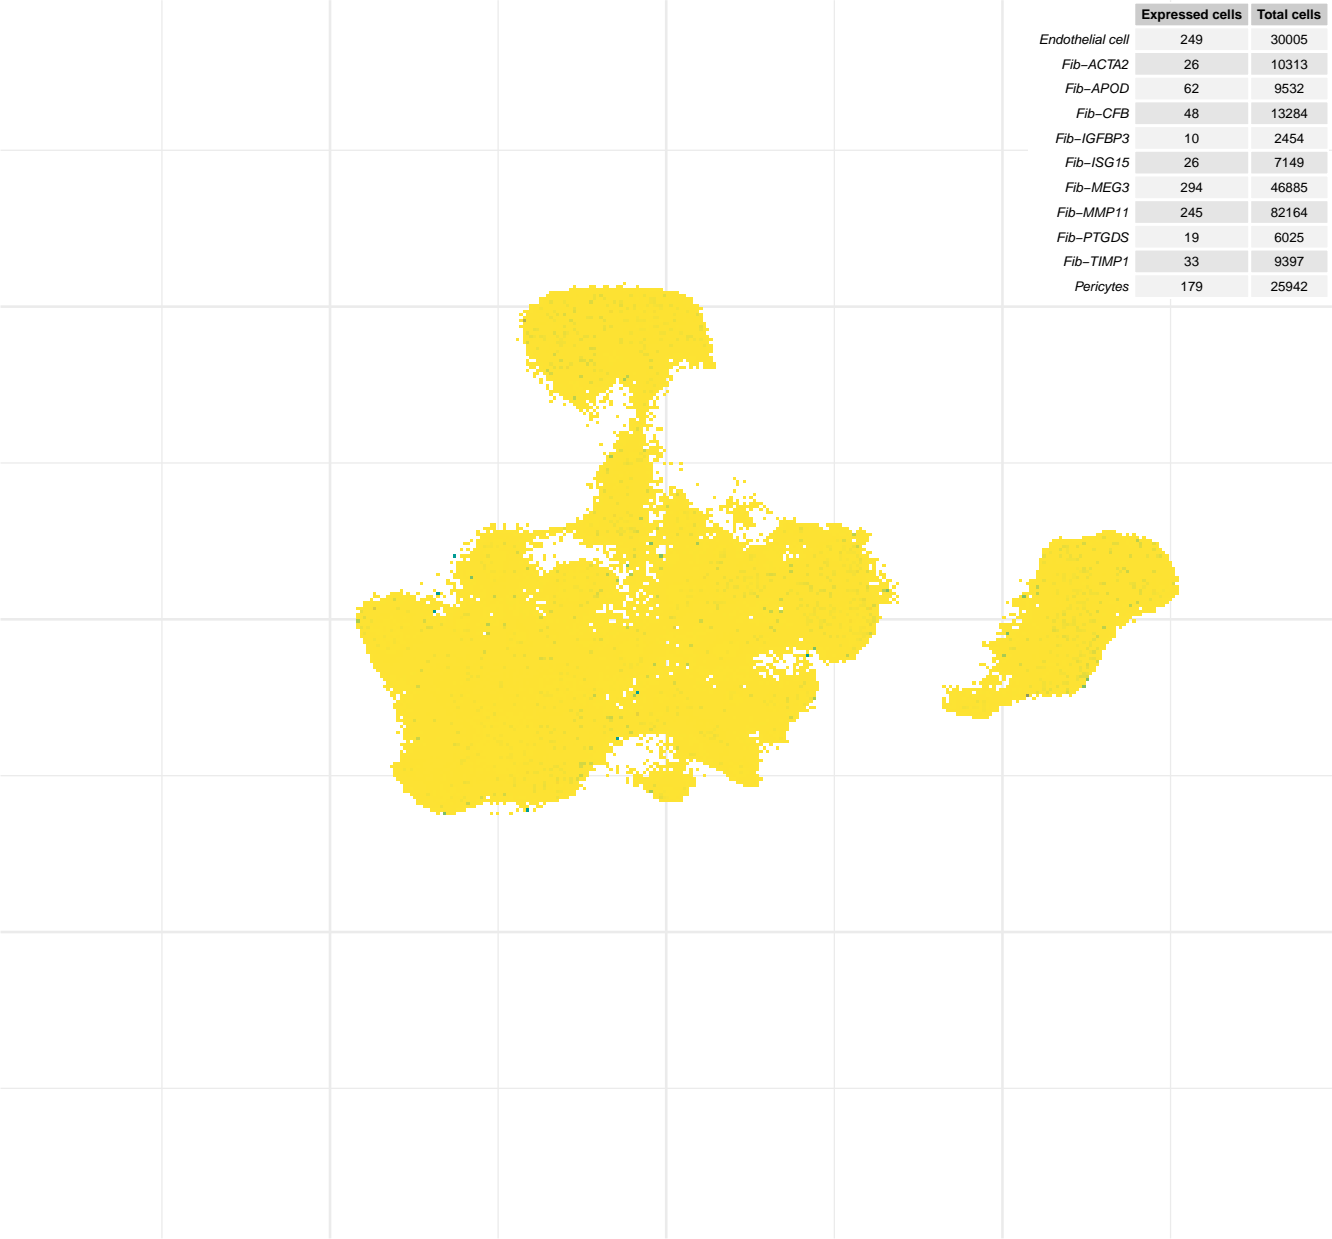 Expressed cells Total cells
Endothelial cell 249 30005
Fib−ACTA2 26 10313
Fib−APOD 62 9532
Fib−CFB 48 13284
Fib−IGFBP3 10 2454
Fib−ISG15 26 7149
Fib−MEG3 294 46885
Fib−MMP11 245 82164
Fib−PTGDS 19 6025
Fib−TIMP1 33 9397
Pericytes 179 25942